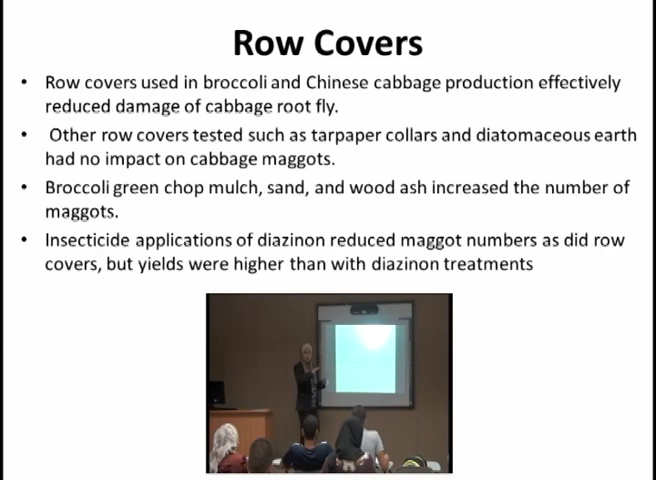 Row Covers
• Row covers used in broccoli and Chinese cabbage production effectively
reduced damage of cabbage root fly.
• Other row covers tested such as tarpaper collars and diatomaceous earth
had no impact on cabbage maggots.
• Broccoli green chop mulch, sand, and wood ash increased the number of
maggots.
• Insecticide applications of diazinon reduced maggot numbers as did row
covers, but yields were higher than with diazinon treatments